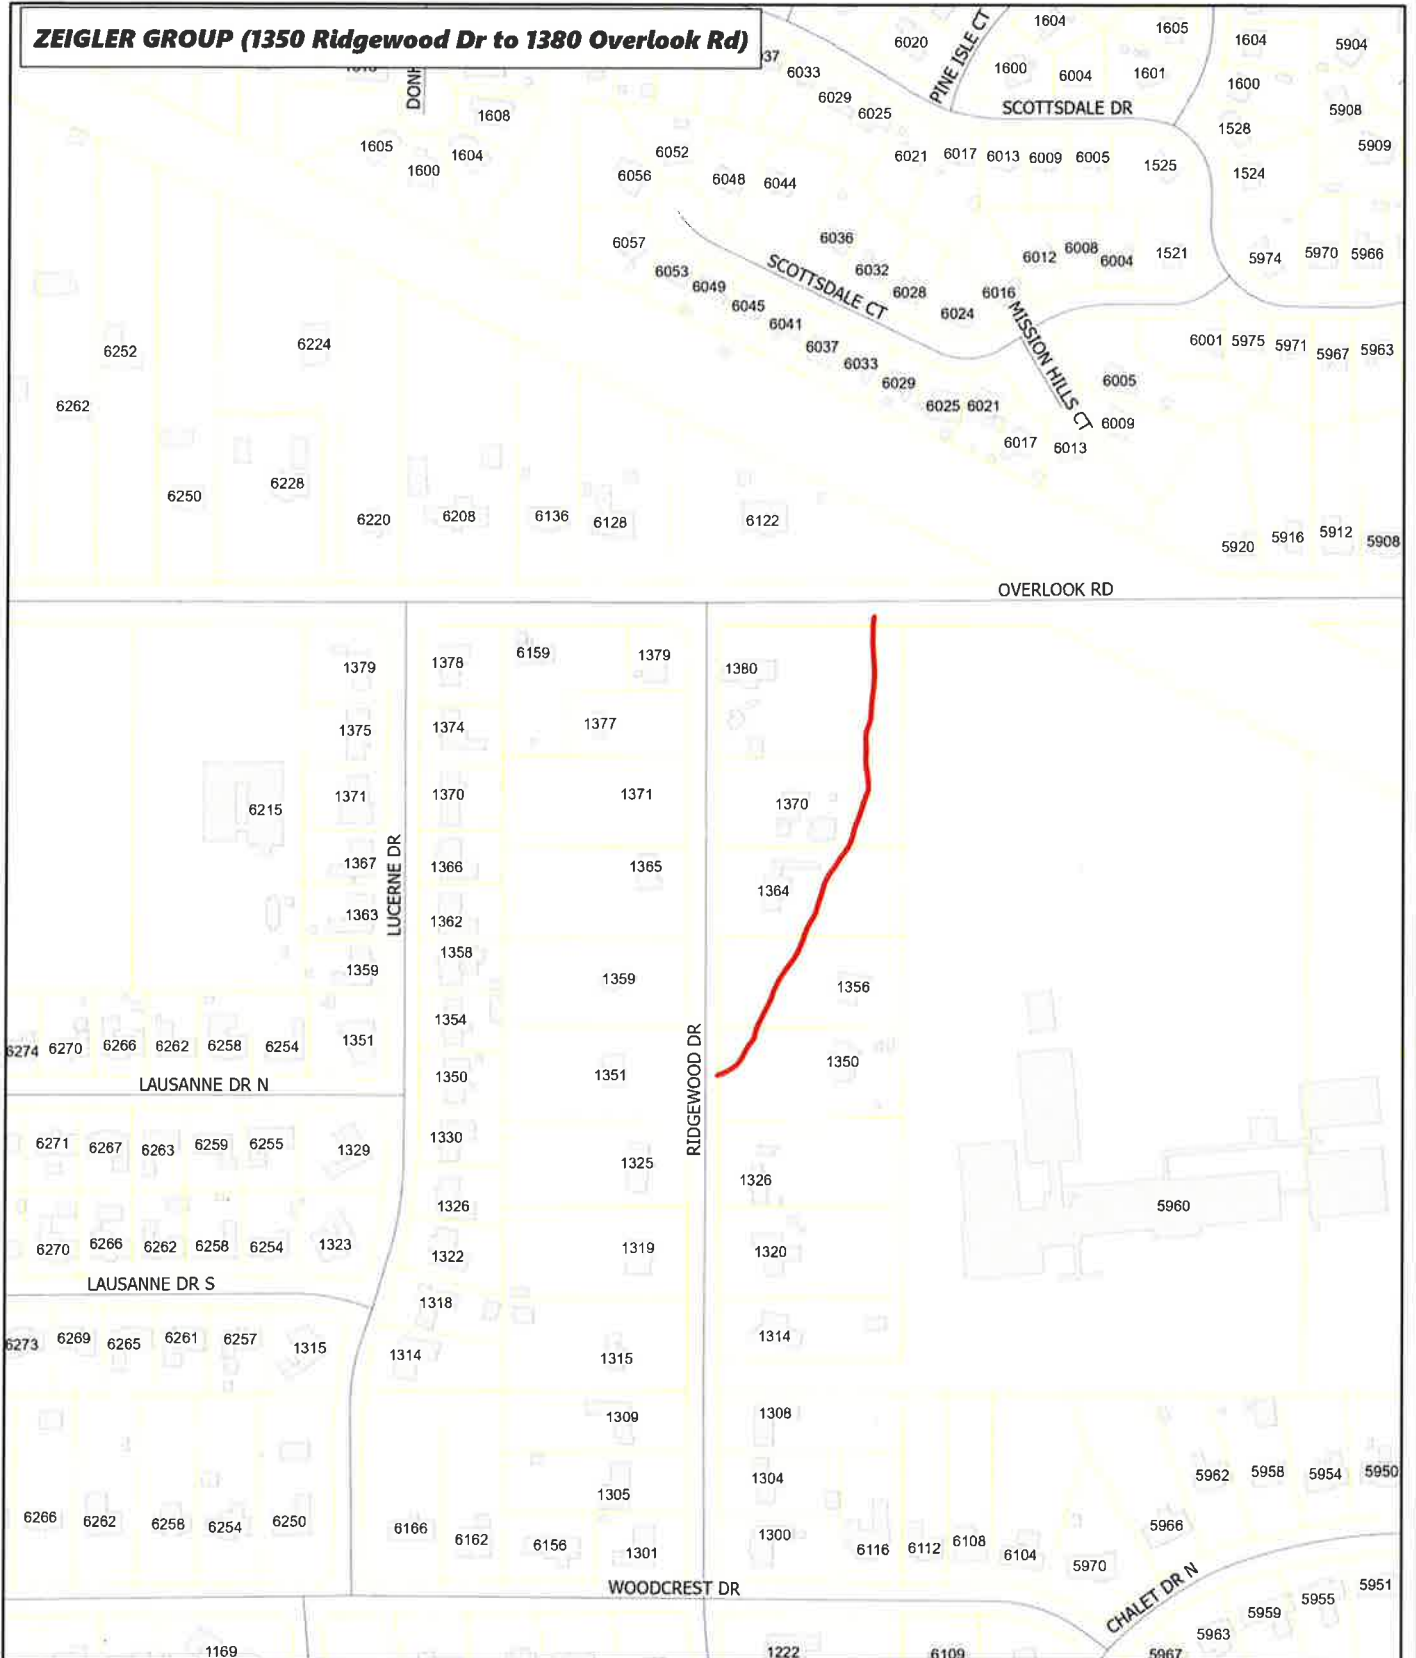 ZEIGLER GROUP (1350 Ridgewood Dr to 1380 Overlook Rd)
1604 1605 1604 5904
6020 PINE ISLE CT
6033 1600 6004 1601 1600
6029 6025 SCOTTSDALE DR 5908
1608 1528 5909
1605 1600 1604
6052 6056 6048 6044
6021 6017 6013 6009 6005 1525 1524
6057 6036 6012 6008 6004 1521 5974 5970 5966
6053 6049 6045 6041 6037 6033 6029 6025 6021 6017 6013
SCOTTSDALE CT
6032 6028 6024 6016
MISSION HILLS CT
6001 5975 5971 5967 5963
6005
6009
6252 6224
6262
6250 6228
6220 6208 6136 6128 6122
5920 5916 5912 5908
OVERLOOK RD
1379 1378 6159 1379 1380
1375 1374 1377
6215 1371 1370 1371 1370
1367 1366 1365 1364
LUCERNE DR
1363 1362
1358
1359 1359 1356
6274 6270 6266 6262 6258 6254 1351 1354
RIDGEWOOD DR
1350 1351 1350
LAUSANNE DR N
6271 6267 6263 6259 6255 1329 1330 1325 1326
1326
6270 6266 6262 6258 6254 1323 1322 1319 1320
5960
LAUSANNE DR S
1318
6273 6269 6265 6261 6257 1315 1314 1315 1314
1309 1308
1305 1304
5962 5958 5954 5950
6266 6262 6258 6254 6250 6166 6162 6156 1301 1300
6116 6112 6108 6104 5970 5966
WOODCREST DR
CHALET DR N
5967 5963 5959 5955 5951
1169 1222 6109